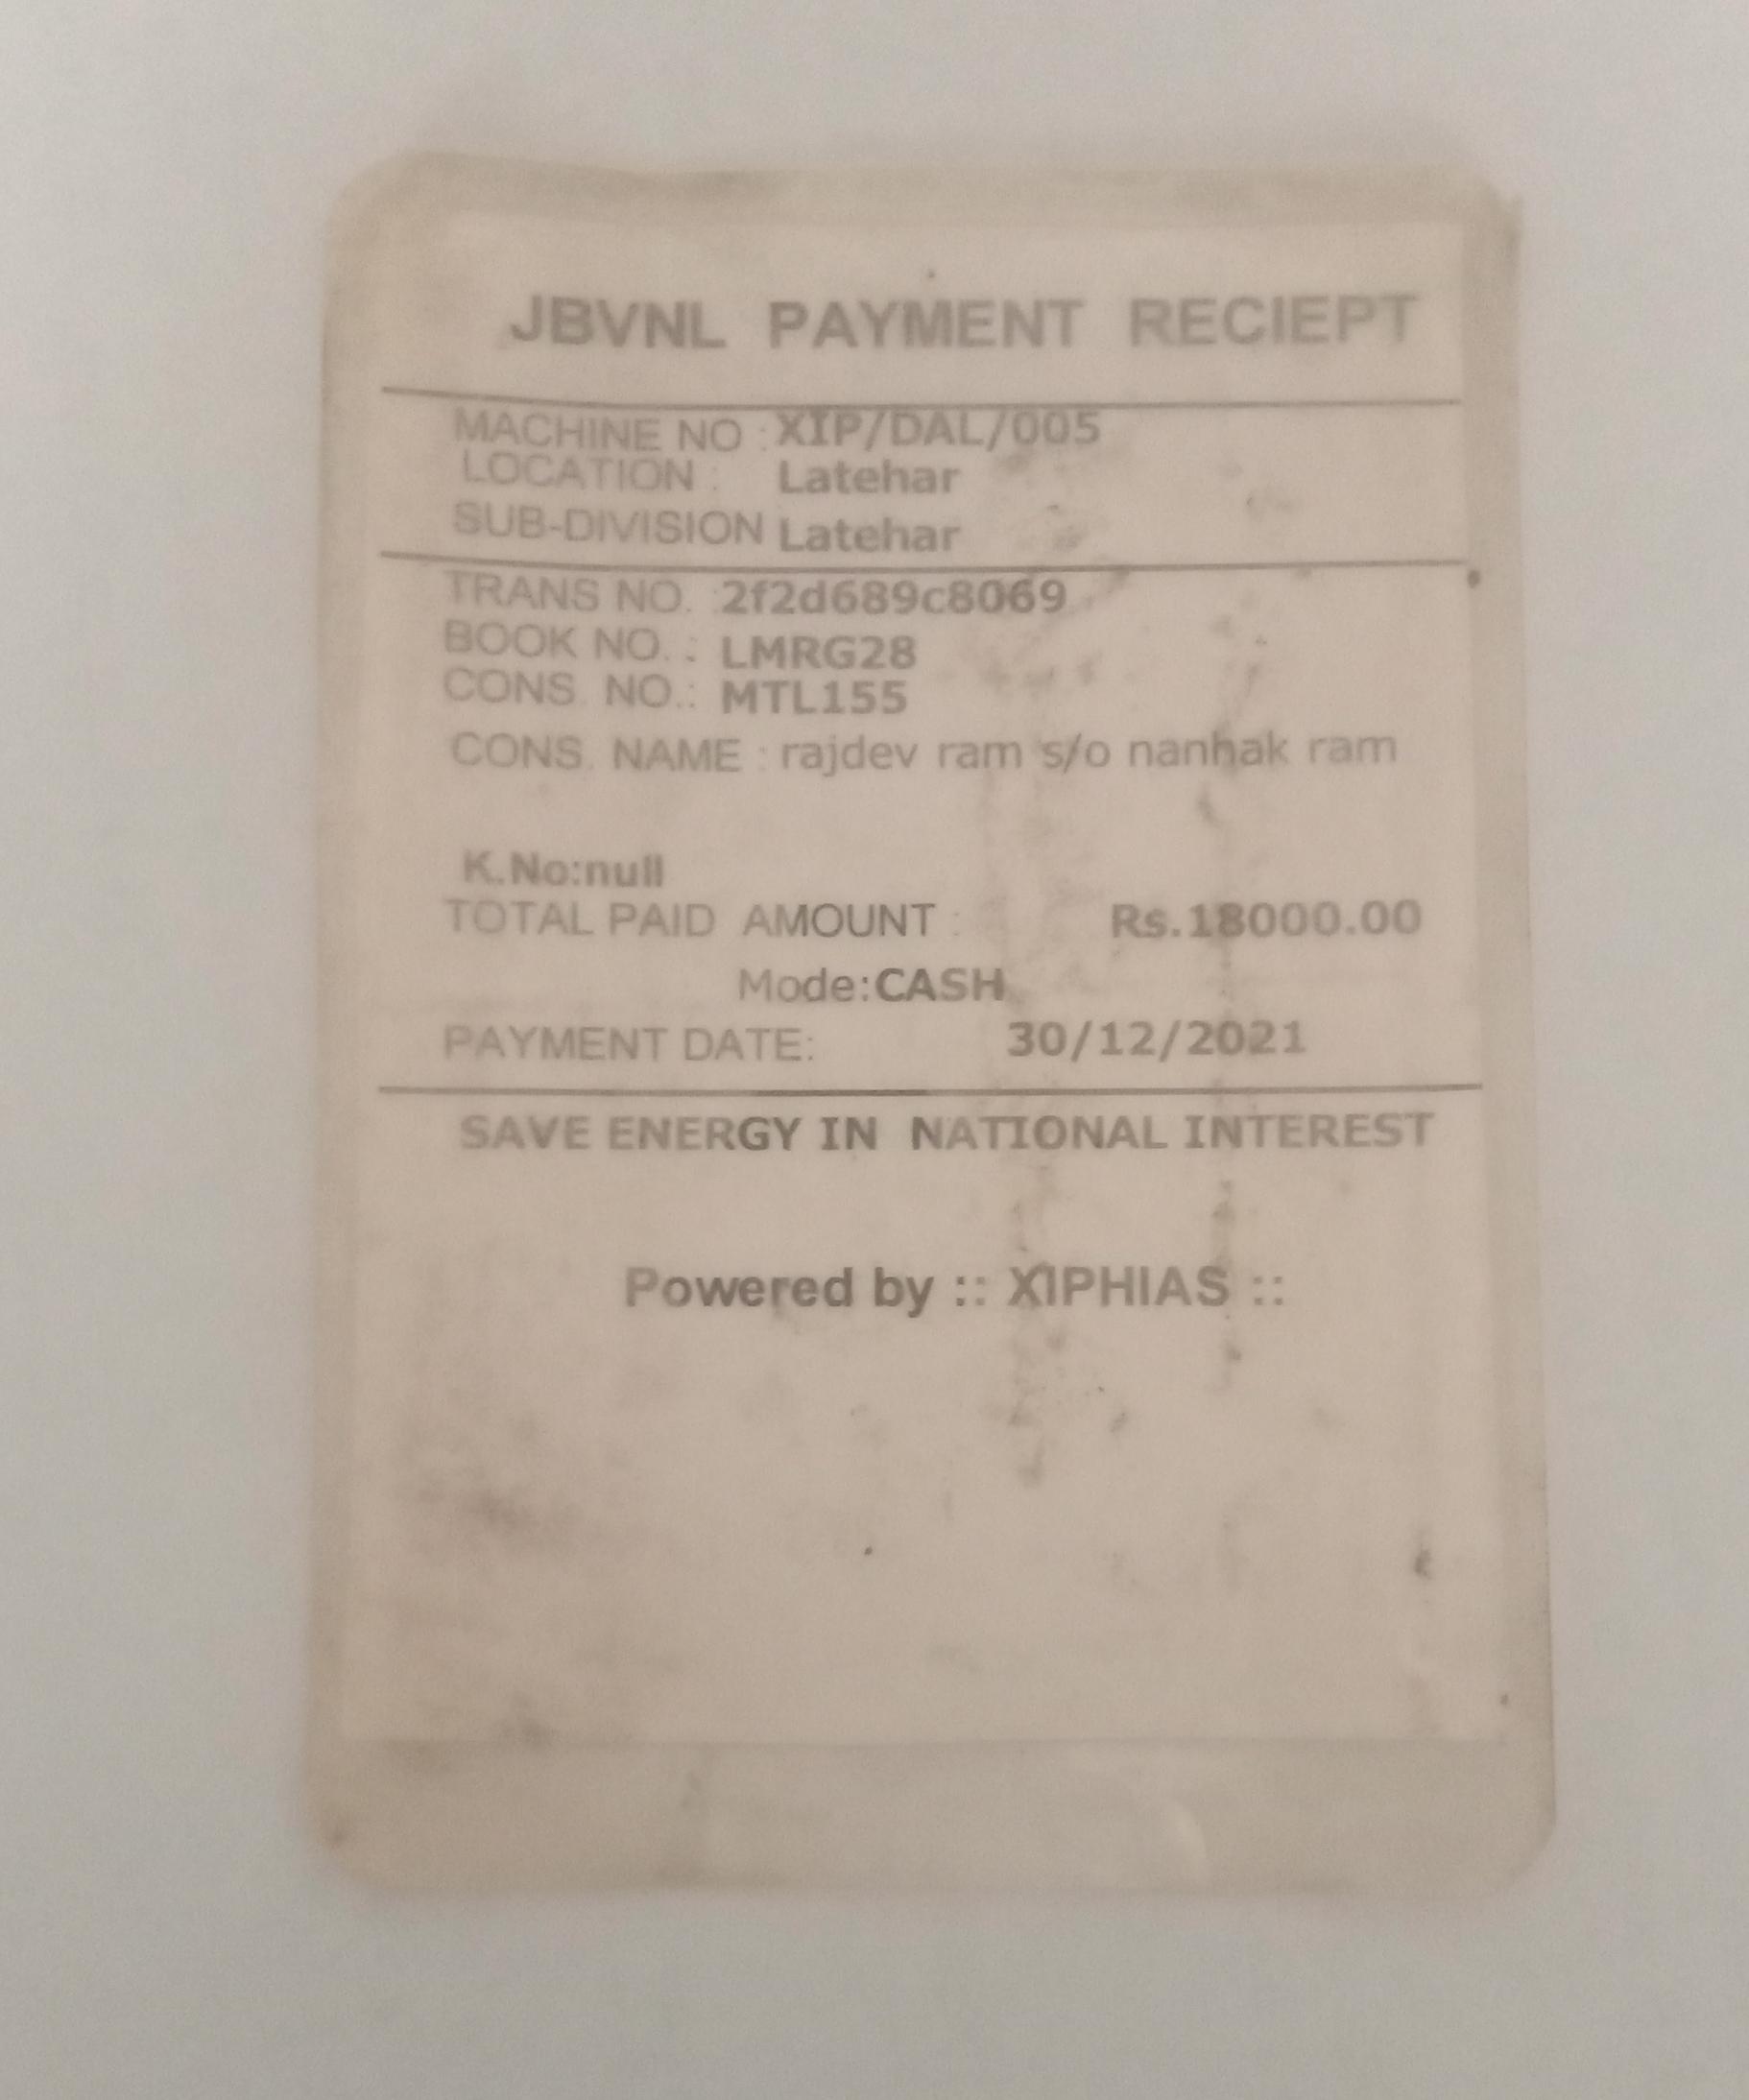 JBVNL PAYMENT RECIEPT
MACHINE NO : XIP/DAL/005
LOCATION : Latehar
SUB-DIVISION Latehar
TRANS NO. : 2f2d689c8069
BOOK NO. : LMRG28
CONS. NO.: MTL155
CONS. NAME : rajdev ram s/o nanhak ram
K.No:null
TOTAL PAID AMOUNT : Rs.18000.00
Mode:CASH
PAYMENT DATE: 30/12/2021
SAVE ENERGY IN NATIONAL INTEREST
Powered by :: XIPHIAS ::